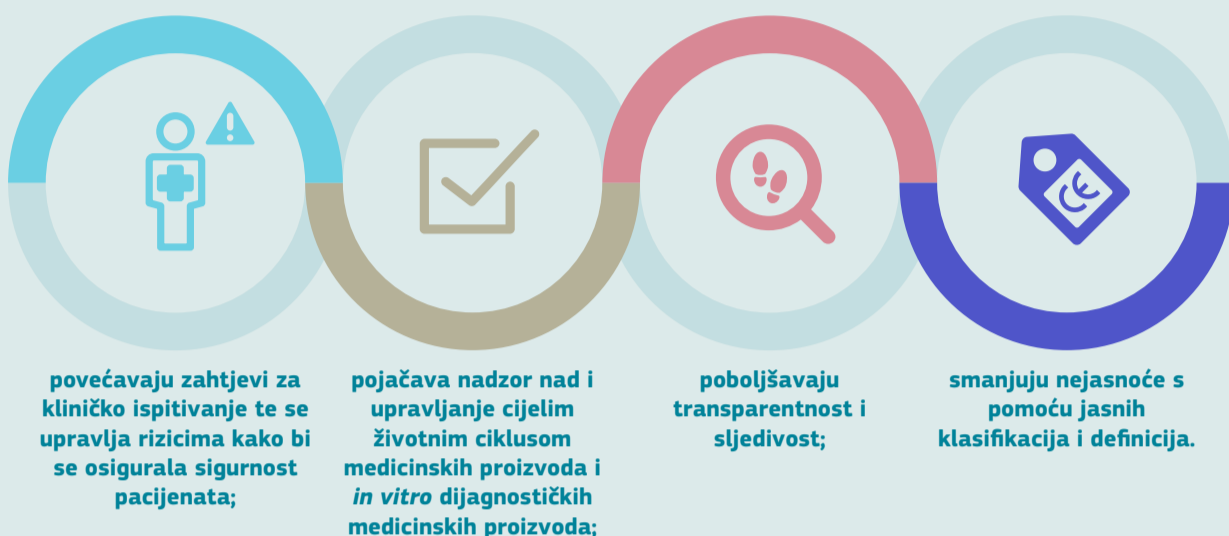 CE
povećavaju zahtjevi za
kliničko ispitivanje te se
upravlja rizicima kako bi
se osigurala sigurnost
pacijenata;
pojačava nadzor nad i
upravljanje cijelim
životnim ciklusom
medicinskih proizvoda i
in vitro dijagnostičkih
medicinskih proizvoda;
poboljšavaju
transparentnost i
sljedivost;
smanjuju nejasnoće s
pomoću jasnih
klasifikacija i definicija.